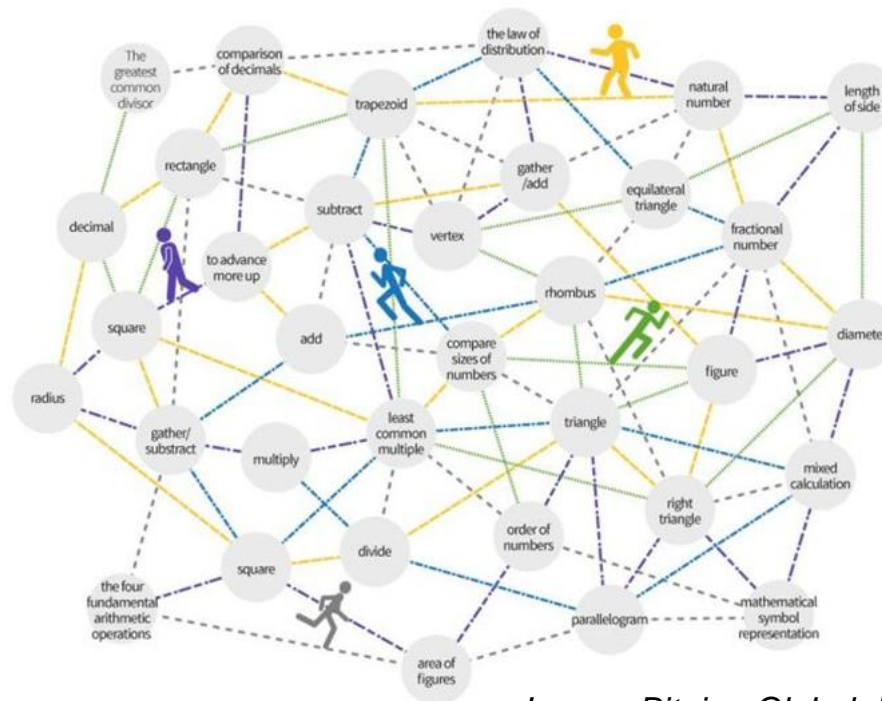 The
greatest
common
divisor
comparison
of decimals
the law of
distribution
natural
number
length
of side
trapezoid
rectangle
gather
/add
equilateral
triangle
decimal
subtract
vertex
fractional
number
to advance
more up
rhombus
square
add
compare
sizes of
numbers
figure
diamete
radius
gather/
substract
multiply
least
common
multiple
triangle
mixed
calculation
right
triangle
order of
numbers
square
divide
the four
fundamental
arithmetic
operations
parallelogram
mathematical
symbol
representation
area of
figures